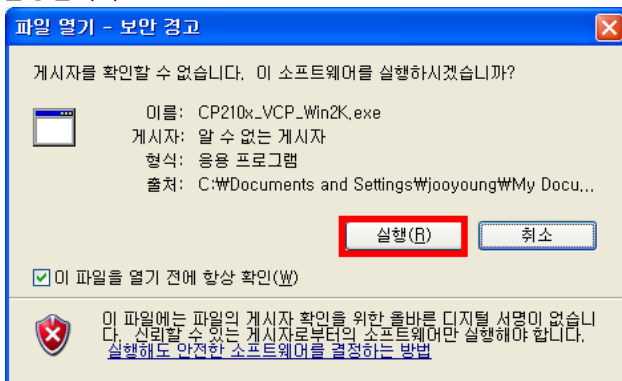 파일 열기 - 보안 경고
게시자를 확인할 수 없습니다. 이 소프트웨어를 실행하시겠습니까?
이름: CP210x_VCP_Win2K.exe
게시자: 알 수 없는 게시자
형식: 응용 프로그램
출처: C:₩Documents and Settings₩jooyoung₩My Docu...
실행(R) 취소
이 파일을 열기 전에 항상 확인(W)
이 파일에는 파일의 게시자 확인을 위한 올바른 디지털 서명이 없습니
다. 신뢰할 수 있는 게시자로부터의 소프트웨어만 실행해야 합니다.
실행해도 안전한 소프트웨어를 결정하는 방법